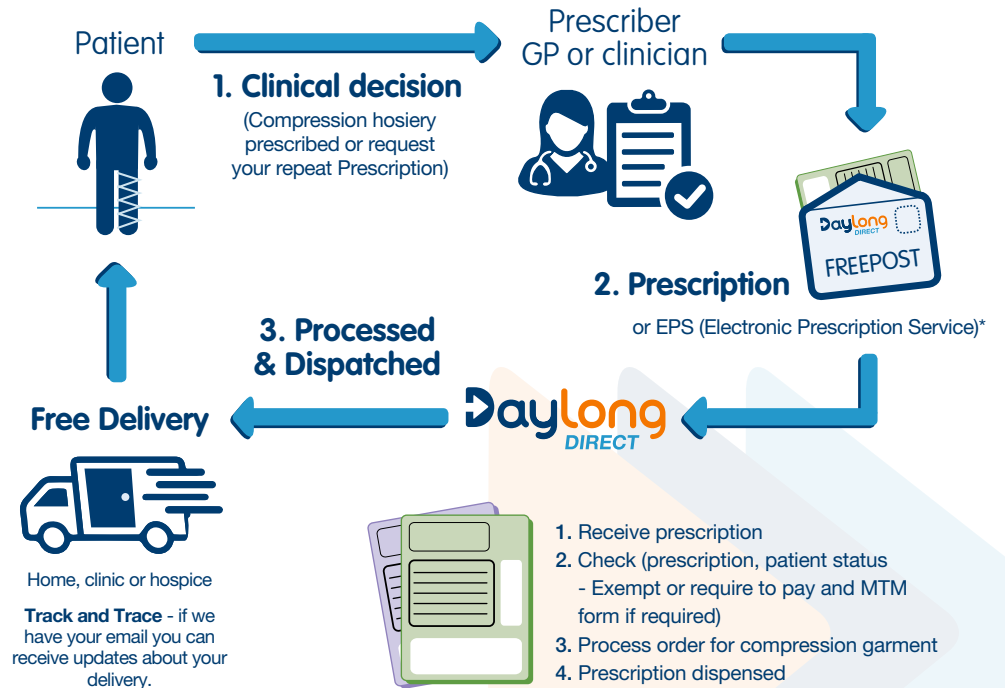 Patient
Prescriber
GP or clinician
1. Clinical decision
(Compression hosiery
prescribed or request
your repeat Prescription)
Daylong
DIRECT
FREEPOST
2. Prescription
or EPS (Electronic Prescription Service)*
3. Processed
& Dispatched
Free Delivery
Daylong
DIRECT
Home, clinic or hospice
Track and Trace - if we
have your email you can
receive updates about your
delivery.
1. Receive prescription
2. Check (prescription, patient status
- Exempt or require to pay and MTM
form if required)
3. Process order for compression garment
4. Prescription dispensed